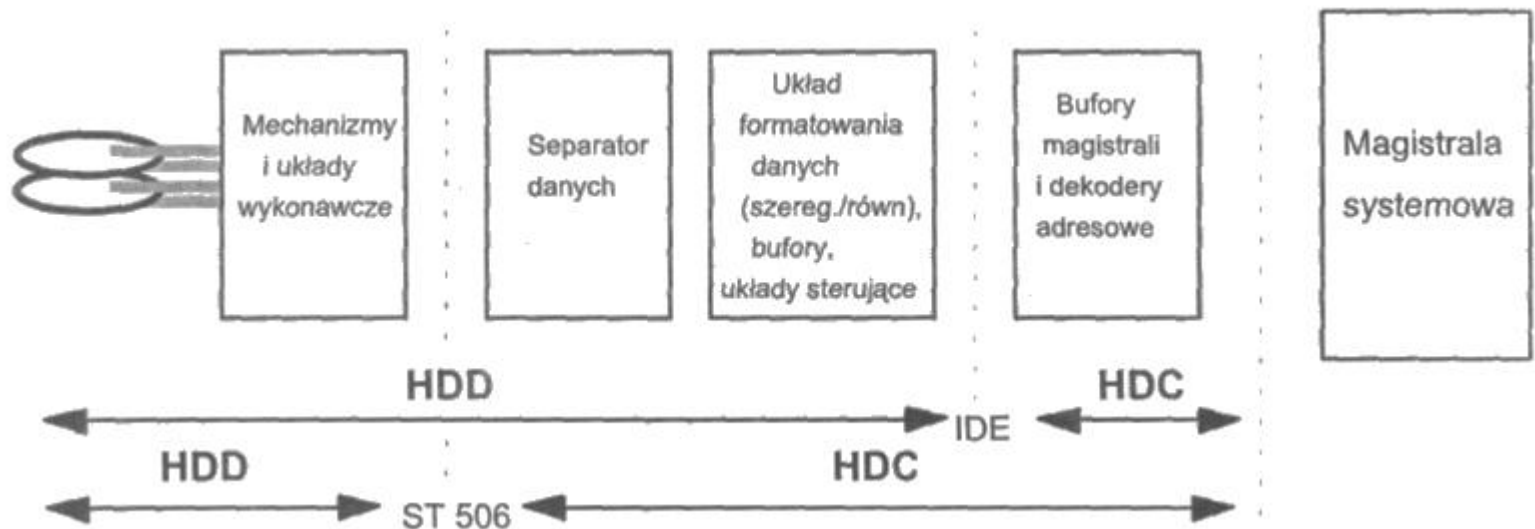 Mechanizmy
i układy
wykonawcze
Separator
danych
Układ
formatowania
danych
(szereg./równ),
bufory,
układy sterujące
Bufory
magistrali
i dekodery
adresowe
Magistrala
systemowa
HDD
IDE
HDC
HDD
ST 506
HDC